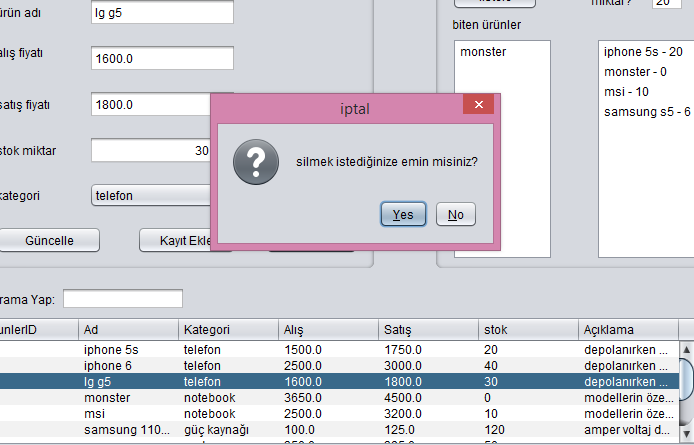 ürün adı
lg g5
miktar?
20
biten ürünler
alış fiyatı
1600.0
monster
iphone 5s - 20
monster - 0
msi - 10
samsung s5 - 6
satış fiyatı
1800.0
iptal
stok miktar
30
silmek istediğinize emin misiniz?
kategori
telefon
Yes
No
Güncelle
Kayıt Ekle
rama Yap:
unlerID Ad Kategori Alış Satış stok Açıklama
iphone 5s telefon 1500.0 1750.0 20 depolanırken ...
iphone 6 telefon 2500.0 3000.0 40 depolanırken ...
lg g5 telefon 1600.0 1800.0 30 depolanırken ...
monster notebook 3650.0 4500.0 0 modellerin öze...
msi notebook 2500.0 3200.0 10 modellerin öze...
samsung 110... güç kaynağı 100.0 125.0 120 amper voltaj d...